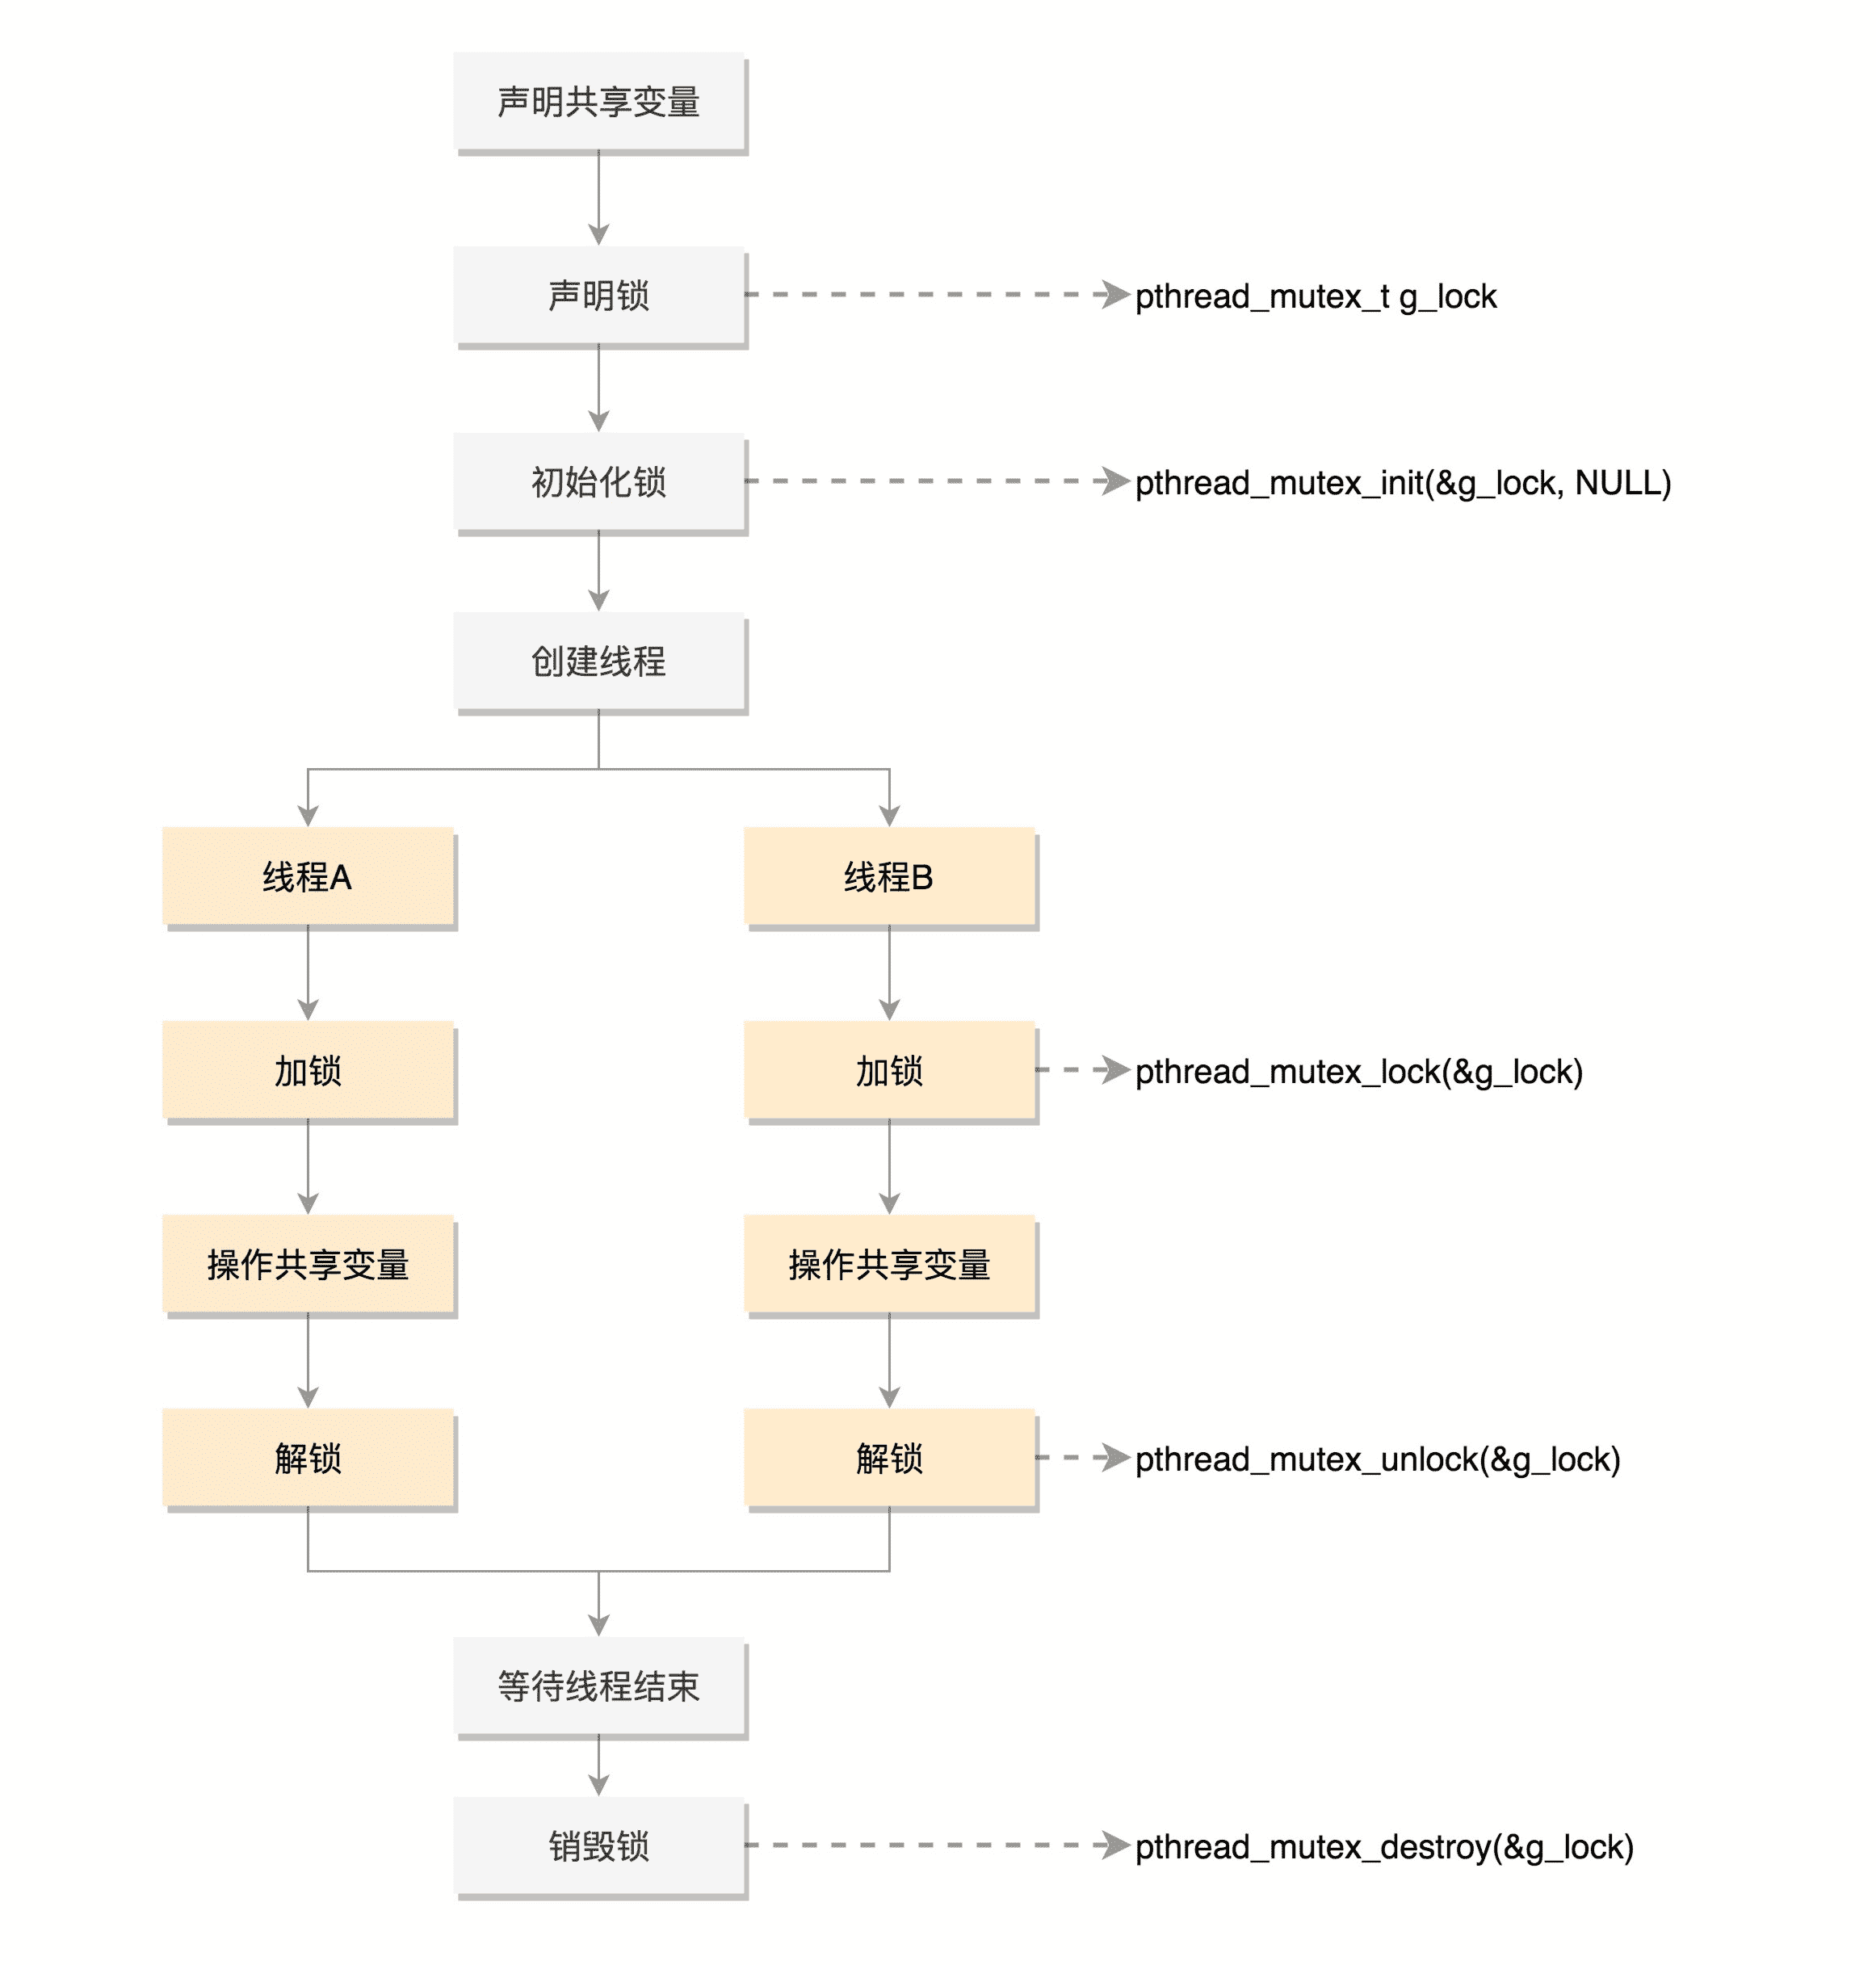 声明共享变量
声明锁
pthread_mutex_t g_lock
初始化锁
pthread_mutex_init(&g_lock, NULL)
创建线程
线程A
线程B
加锁
加锁
pthread_mutex_lock(&g_lock)
操作共享变量
操作共享变量
解锁
解锁
pthread_mutex_unlock(&g_lock)
等待线程结束
销毁锁
pthread_mutex_destroy(&g_lock)